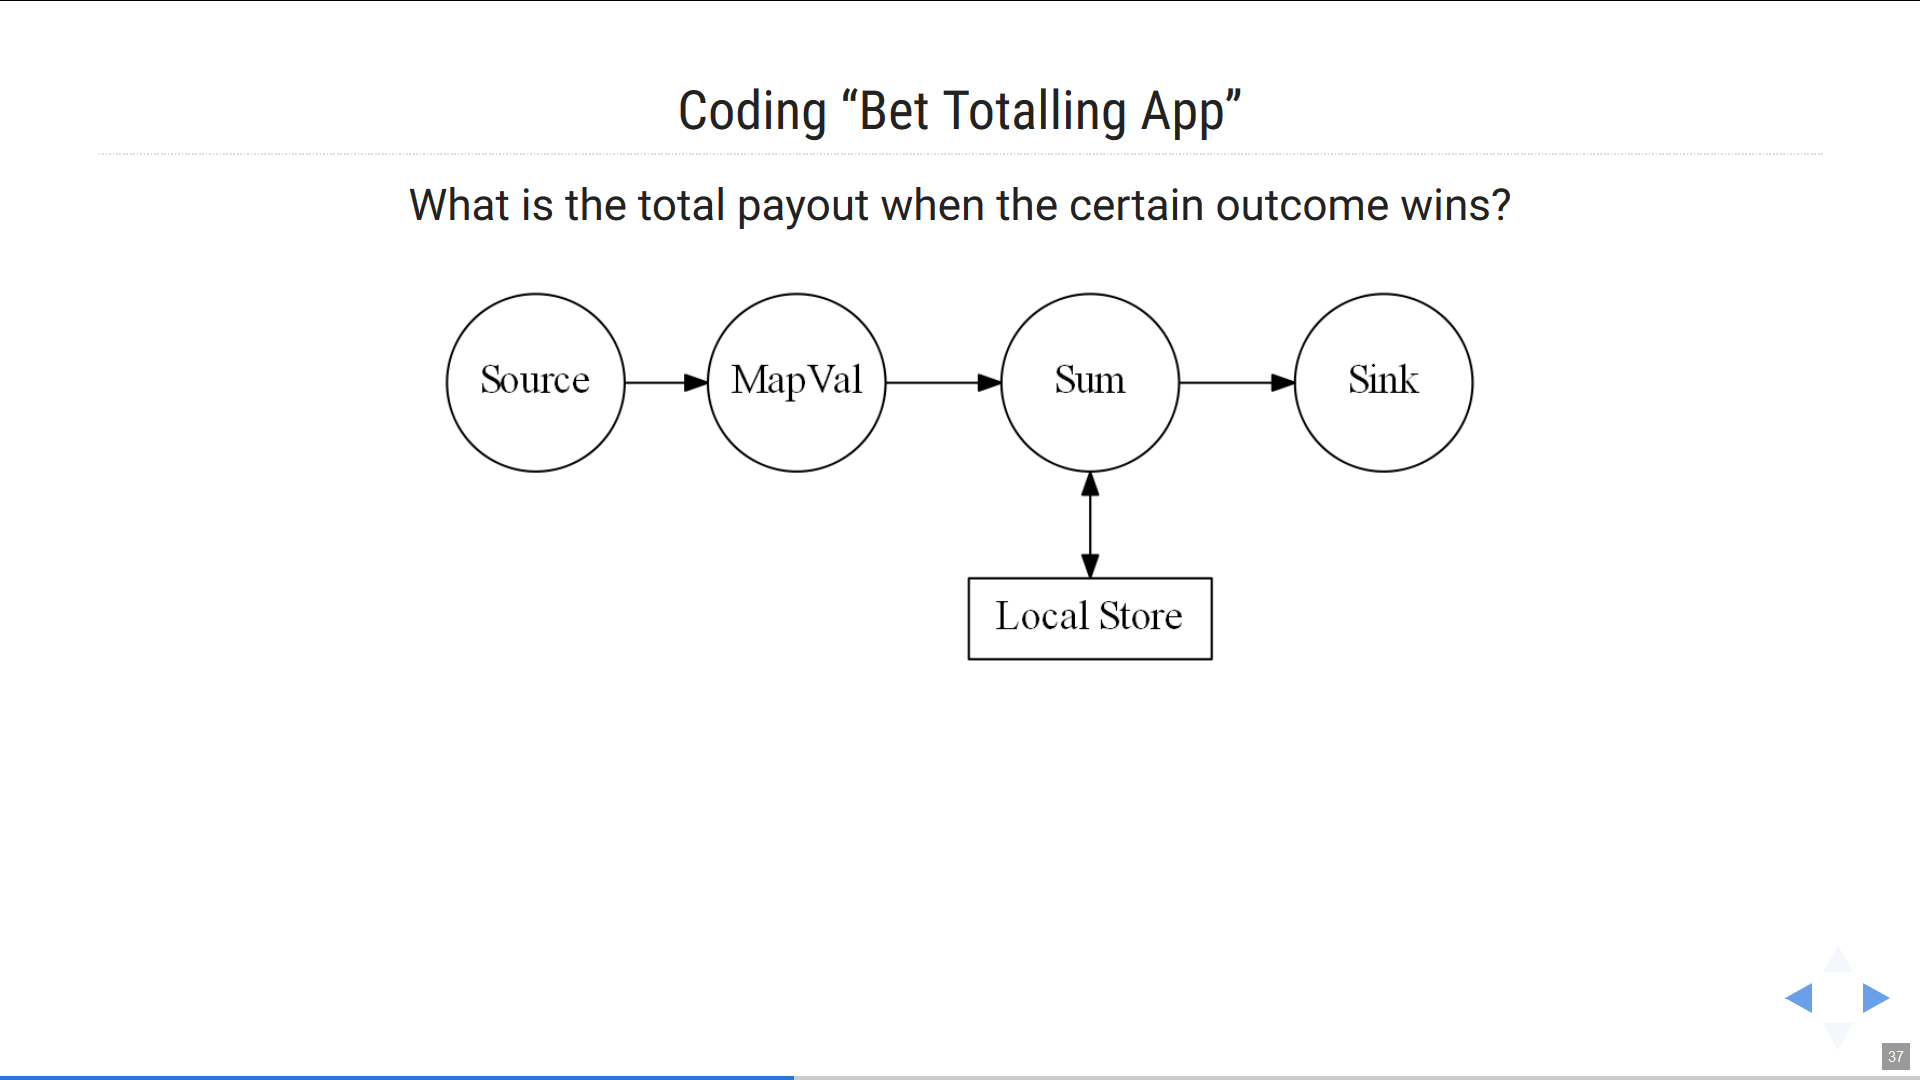 Coding “Bet Totalling App”
What is the total payout when the certain outcome wins?
Source
MapVal
Sum
Sink
Local Store
37